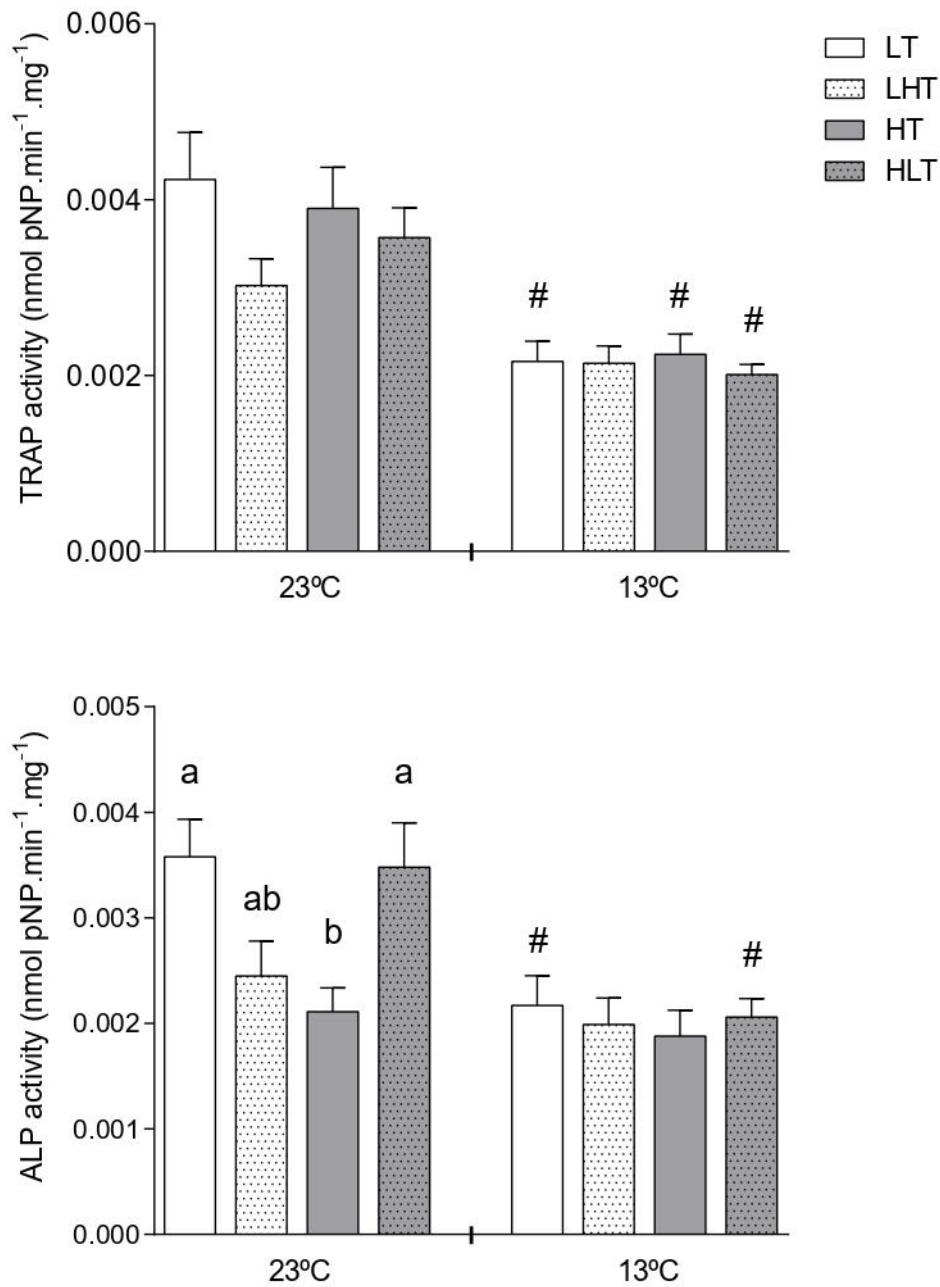 TRAP activity (nmol pNP.min⁻¹.mg⁻¹)
0.006
0.004
0.002
0.000
LT
LHT
HT
HLT
# # #
23ºC 13ºC
ALP activity (nmol pNP.min⁻¹.mg⁻¹)
0.005
0.004
0.003
0.002
0.001
0.000
a ab b a # #
23ºC 13ºC